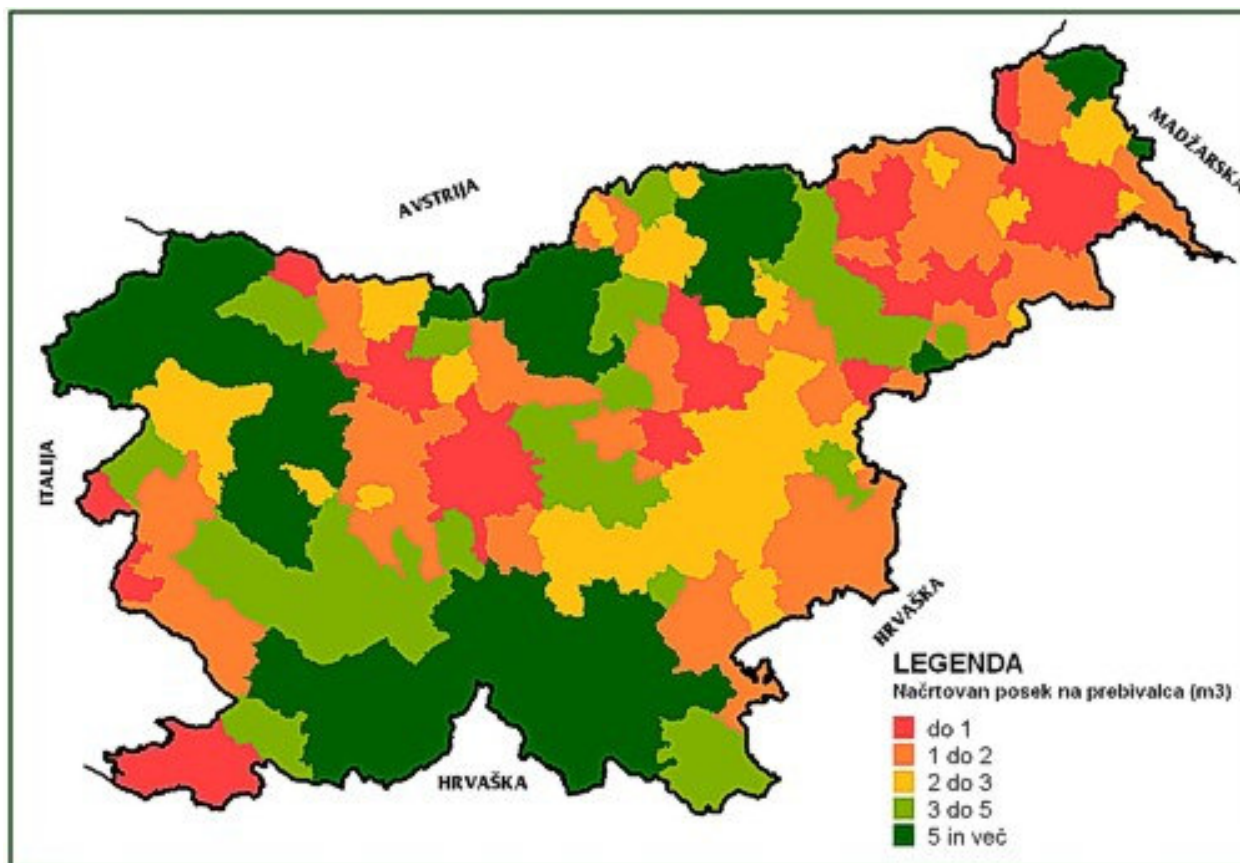 AVSTRIJA
MADŽARSKA
ITALIJA
HRVAŠKA
HRVAŠKA
LEGENDA
Načrtovan posek na prebivalca (m3)
do 1
1 do 2
2 do 3
3 do 5
5 in več